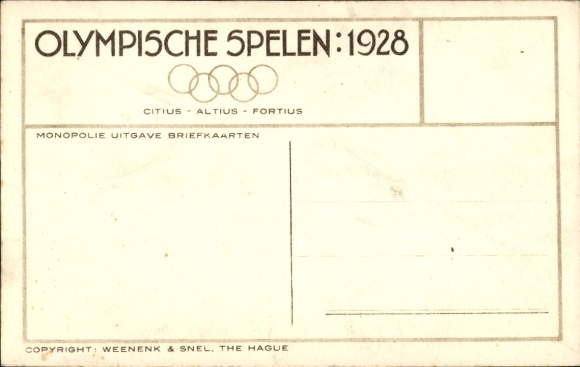 OLYMPISCHE SPELEN: 1928
CITIUS - ALTIUS - FORTIUS
MONOPOLIE UITGAVE BRIEFKAARTEN
COPYRIGHT: WEENENK & SNEL, THE HAGUE